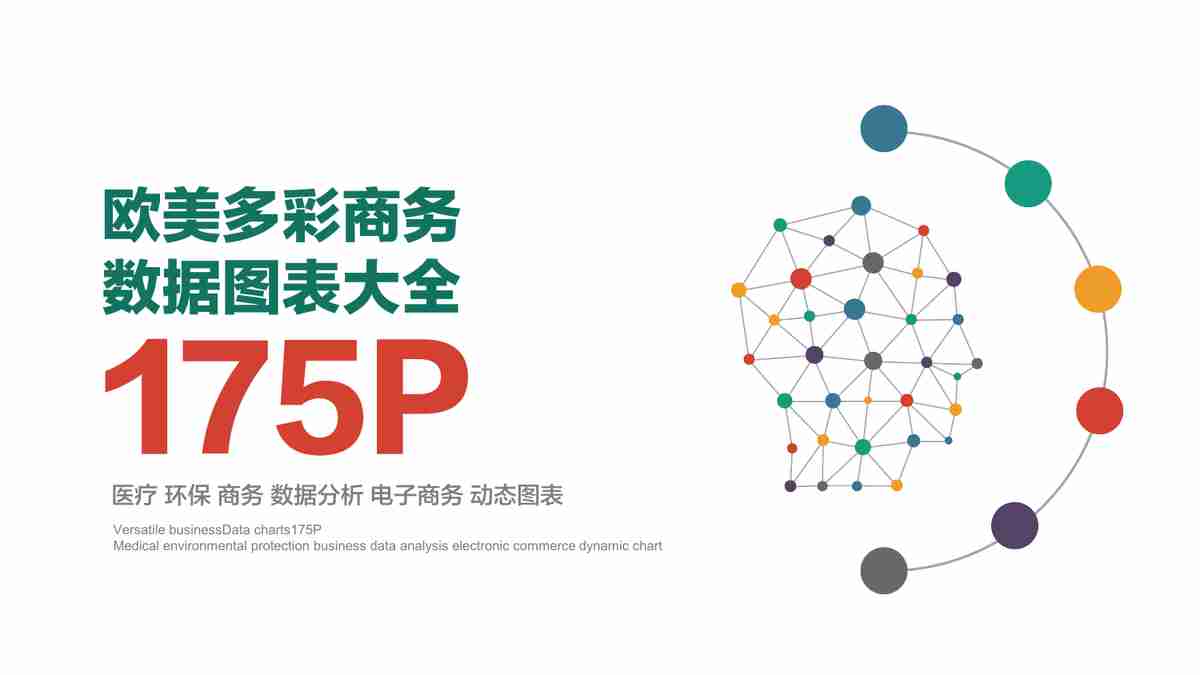 欧美多彩商务
数据图表大全
175P
医疗 环保 商务 数据分析 电子商务 动态图表
Versatile businessData charts175P
Medical environmental protection business data analysis electronic commerce dynamic chart